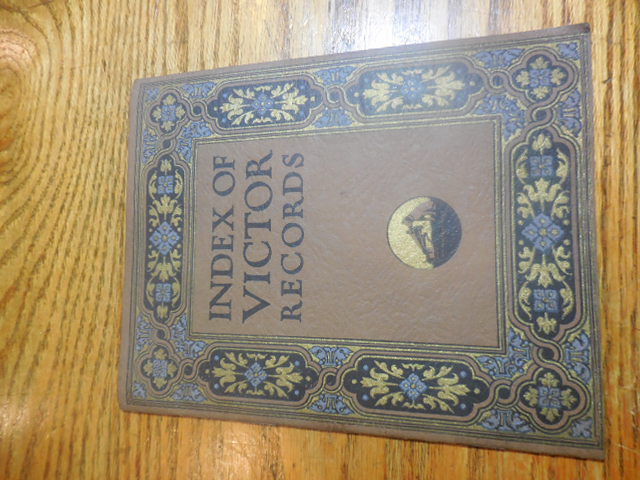 INDEX OF
VICTOR
RECORDS